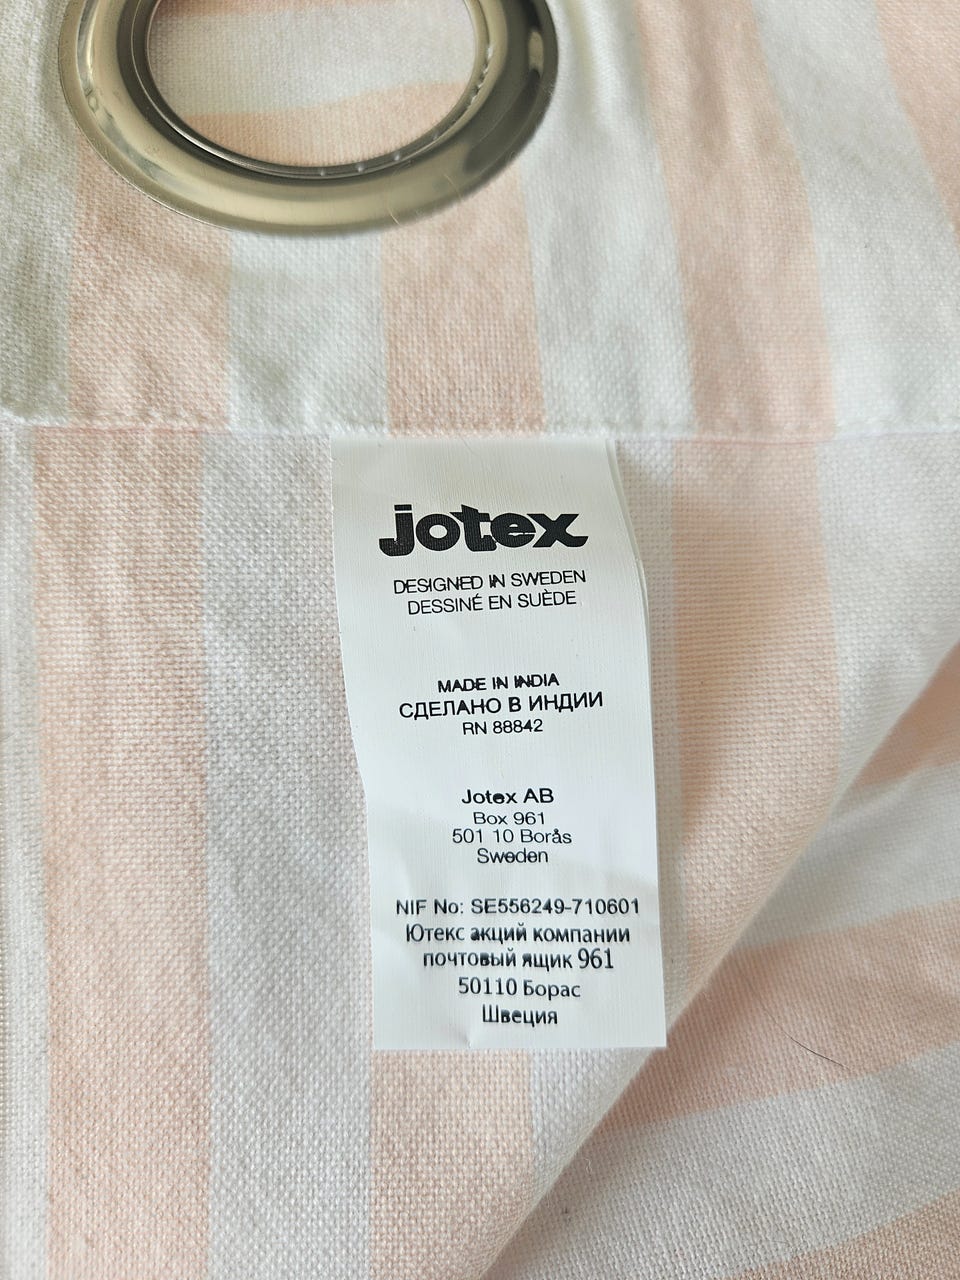 jotex
DESIGNED IN SWEDEN
DESSINÉ EN SUÈDE
MADE IN INDIA
СДЕЛАНО В ИНДИИ
RN 88842
Jotex AB
Box 961
501 10 Borås
Sweden
NIF No: SE556249-710601
Ютекс акций компании
почтовый ящик 961
50110 Борас
Швеция